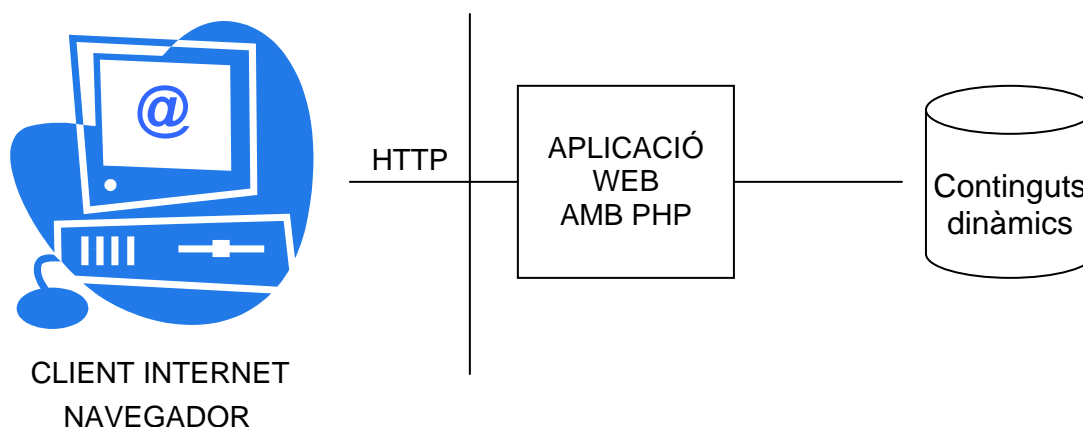 @
HTTP
APLICACIÓ
WEB
AMB PHP
Continguts
dinàmics
CLIENT INTERNET
NAVEGADOR